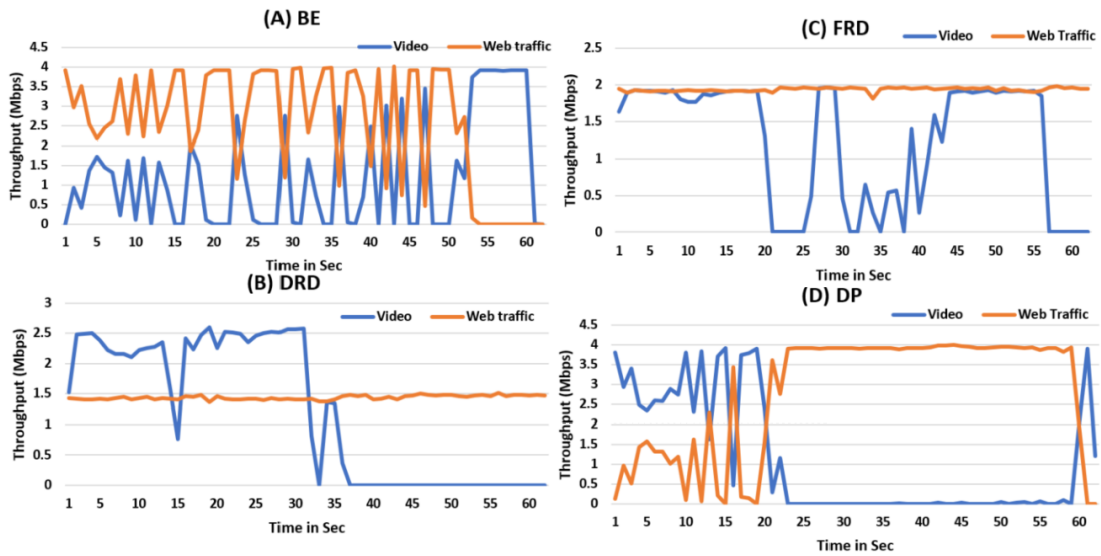 (A) BE
Video Web traffic
Throughput (Mbps)
4.5
4
3.5
3
2.5
2
1.5
1
0.5
0
1 5 10 15 20 25 30 35 40 45 50 55 60
Time in Sec
(C) FRD
Video Web Traffic
Throughput (Mbps)
2.5
2
1.5
1
0.5
0
1 5 10 15 20 25 30 35 40 45 50 55 60
Time in Sec
(B) DRD
Video Web traffic
Throughput (Mbps)
3
2.5
2
1.5
1
0.5
0
1 5 10 15 20 25 30 35 40 45 50 55 60
Time in Sec
(D) DP
Video Web Traffic
Throughput (Mbps)
4.5
4
3.5
3
2.5
2
1.5
1
0.5
0
1 5 10 15 20 25 30 35 40 45 50 55 60
Time in Sec